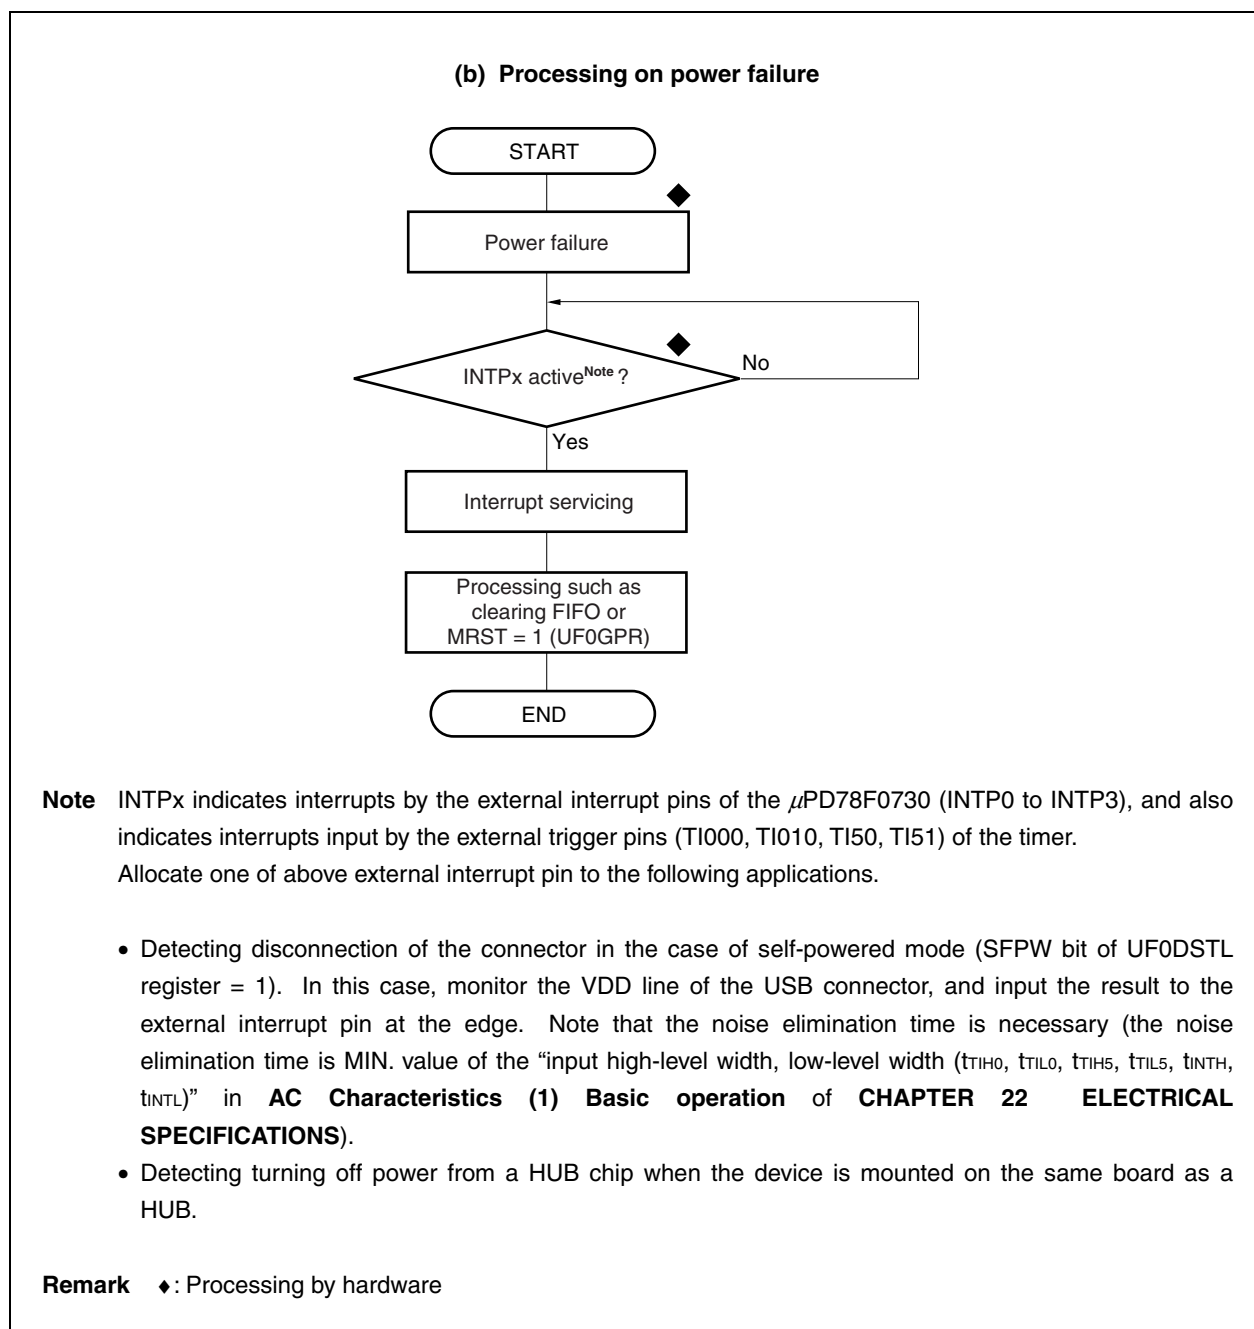 (b) Processing on power failure
START
Power failure
INTPx active Note ?
No
Yes
Interrupt servicing
Processing such as
clearing FIFO or
MRST = 1 (UF0GPR)
END
Note INTPx indicates interrupts by the external interrupt pins of the μPD78F0730 (INTP0 to INTP3), and also
indicates interrupts input by the external trigger pins (TI000, TI010, TI50, TI51) of the timer.
Allocate one of above external interrupt pin to the following applications.
• Detecting disconnection of the connector in the case of self-powered mode (SFPW bit of UF0DSTL
register = 1). In this case, monitor the VDD line of the USB connector, and input the result to the
external interrupt pin at the edge. Note that the noise elimination time is necessary (the noise
elimination time is MIN. value of the “input high-level width, low-level width (tTIH0, tTIL0, tTIH5, tTIL5, tINTH,
tINTL)” in AC Characteristics (1) Basic operation of CHAPTER 22 ELECTRICAL
SPECIFICATIONS).
• Detecting turning off power from a HUB chip when the device is mounted on the same board as a
HUB.
Remark ♦: Processing by hardware